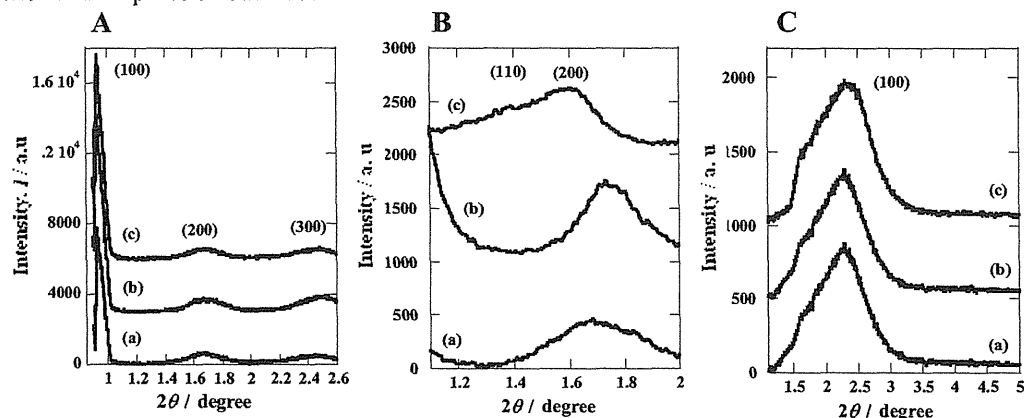 A
(100)
1.6 10⁴
.2 10⁴
8000
4000
0
(200)
(300)
(c)
(b)
(a)
Intensity. I / a.u
1 1.2 1.4 1.6 1.8 2 2.2 2.4 2.6
2θ / degree
B
3000
2500
2000
1500
1000
500
0
(110) (200)
(c)
(b)
(a)
Intensity / a. u
1.2 1.4 1.6 1.8 2
2θ / degree
C
2000
1500
1000
500
0
(100)
(c)
(b)
(a)
Intensity / a. u
1.5 2 2.5 3 3.5 4 4.5 5
2θ / degree